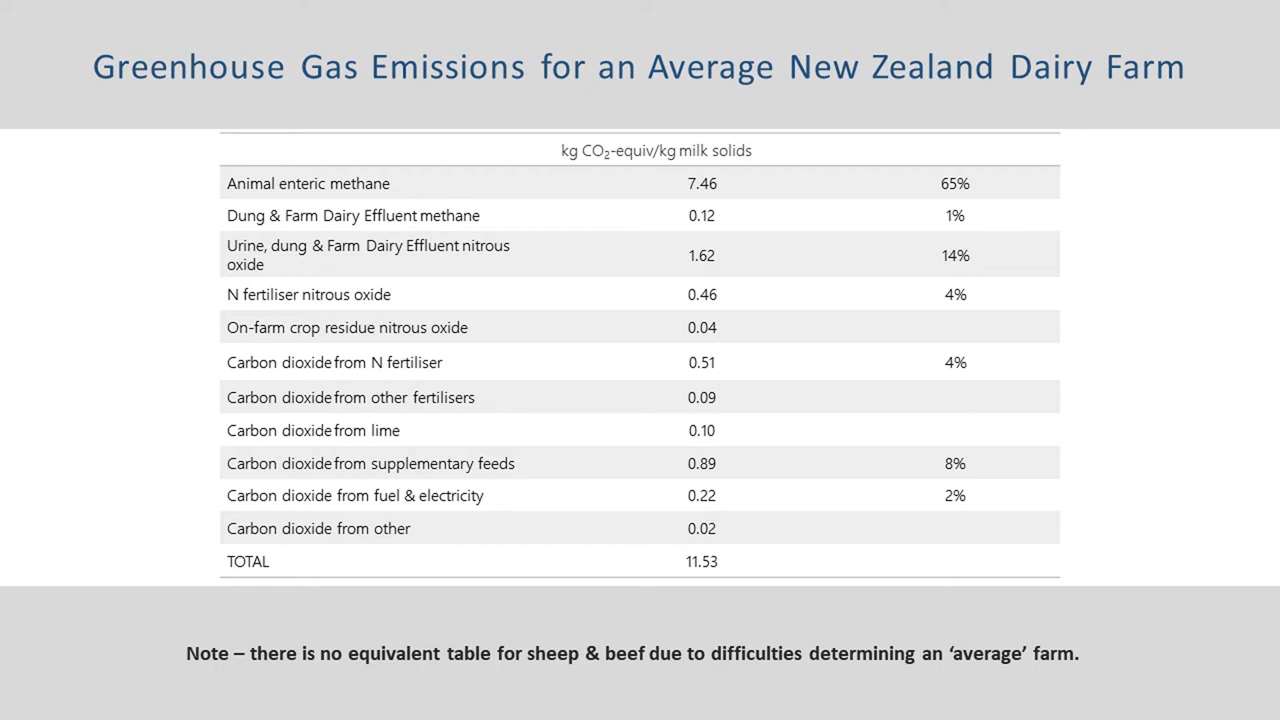 Greenhouse Gas Emissions for an Average New Zealand Dairy Farm
kg CO₂-equiv/kg milk solids
Animal enteric methane 7.46 65%
Dung & Farm Dairy Effluent methane 0.12 1%
Urine, dung & Farm Dairy Effluent nitrous
oxide 1.62 14%
N fertiliser nitrous oxide 0.46 4%
On-farm crop residue nitrous oxide 0.04
Carbon dioxide from N fertiliser 0.51 4%
Carbon dioxide from other fertilisers 0.09
Carbon dioxide from lime 0.10
Carbon dioxide from supplementary feeds 0.89 8%
Carbon dioxide from fuel & electricity 0.22 2%
Carbon dioxide from other 0.02
TOTAL 11.53
Note – there is no equivalent table for sheep & beef due to difficulties determining an ‘average’ farm.